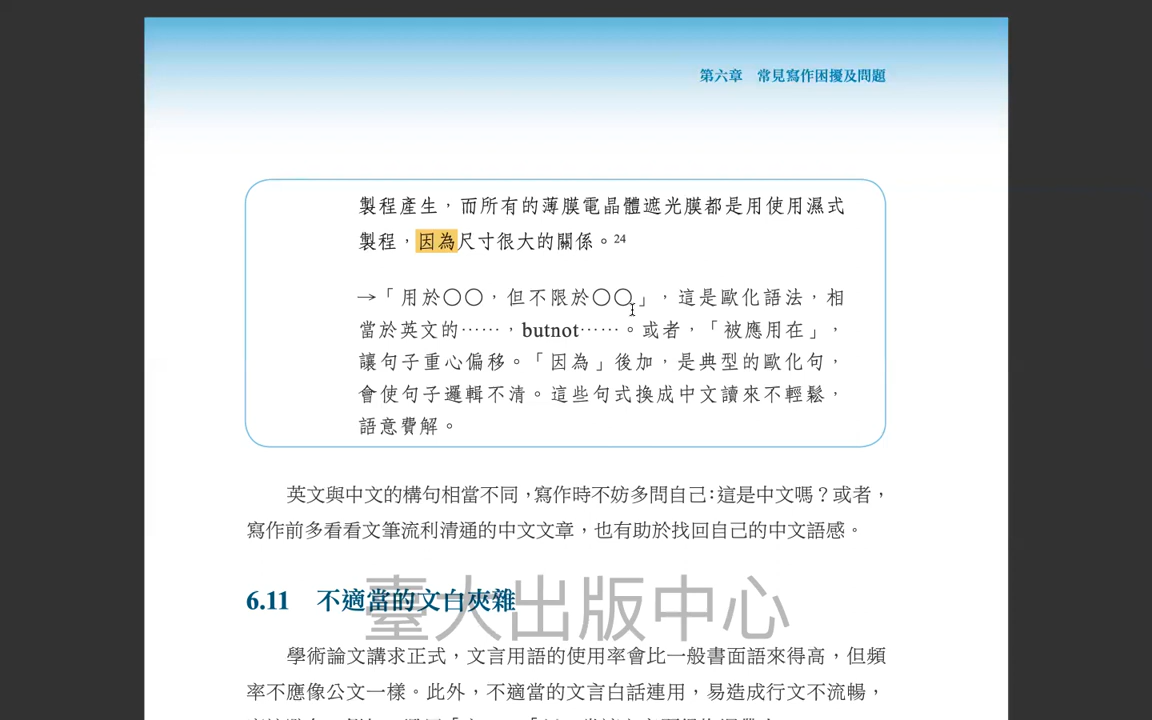 第六章　常見寫作困擾及問題
製程產生，而所有的薄膜電晶體遮光膜都是用使用濕式
製程，因為尺寸很大的關係。24
→「用於〇〇，但不限於〇〇」，這是歐化語法，相
當於英文的……，butnot……。或者，「被應用在」，
讓句子重心偏移。「因為」後加，是典型的歐化句，
會使句子邏輯不清。這些句式換成中文讀來不輕鬆，
語意費解。
英文與中文的構句相當不同，寫作時不妨多問自己：這是中文嗎？或者，
寫作前多看看文筆流利清通的中文文章，也有助於找回自己的中文語感。
6.11　不適當的文白夾雜
臺大出版中心
學術論文講求正式，文言用語的使用率會比一般書面語來得高，但頻
率不應像公文一樣。此外，不適當的文言白話連用，易造成行文不流暢，